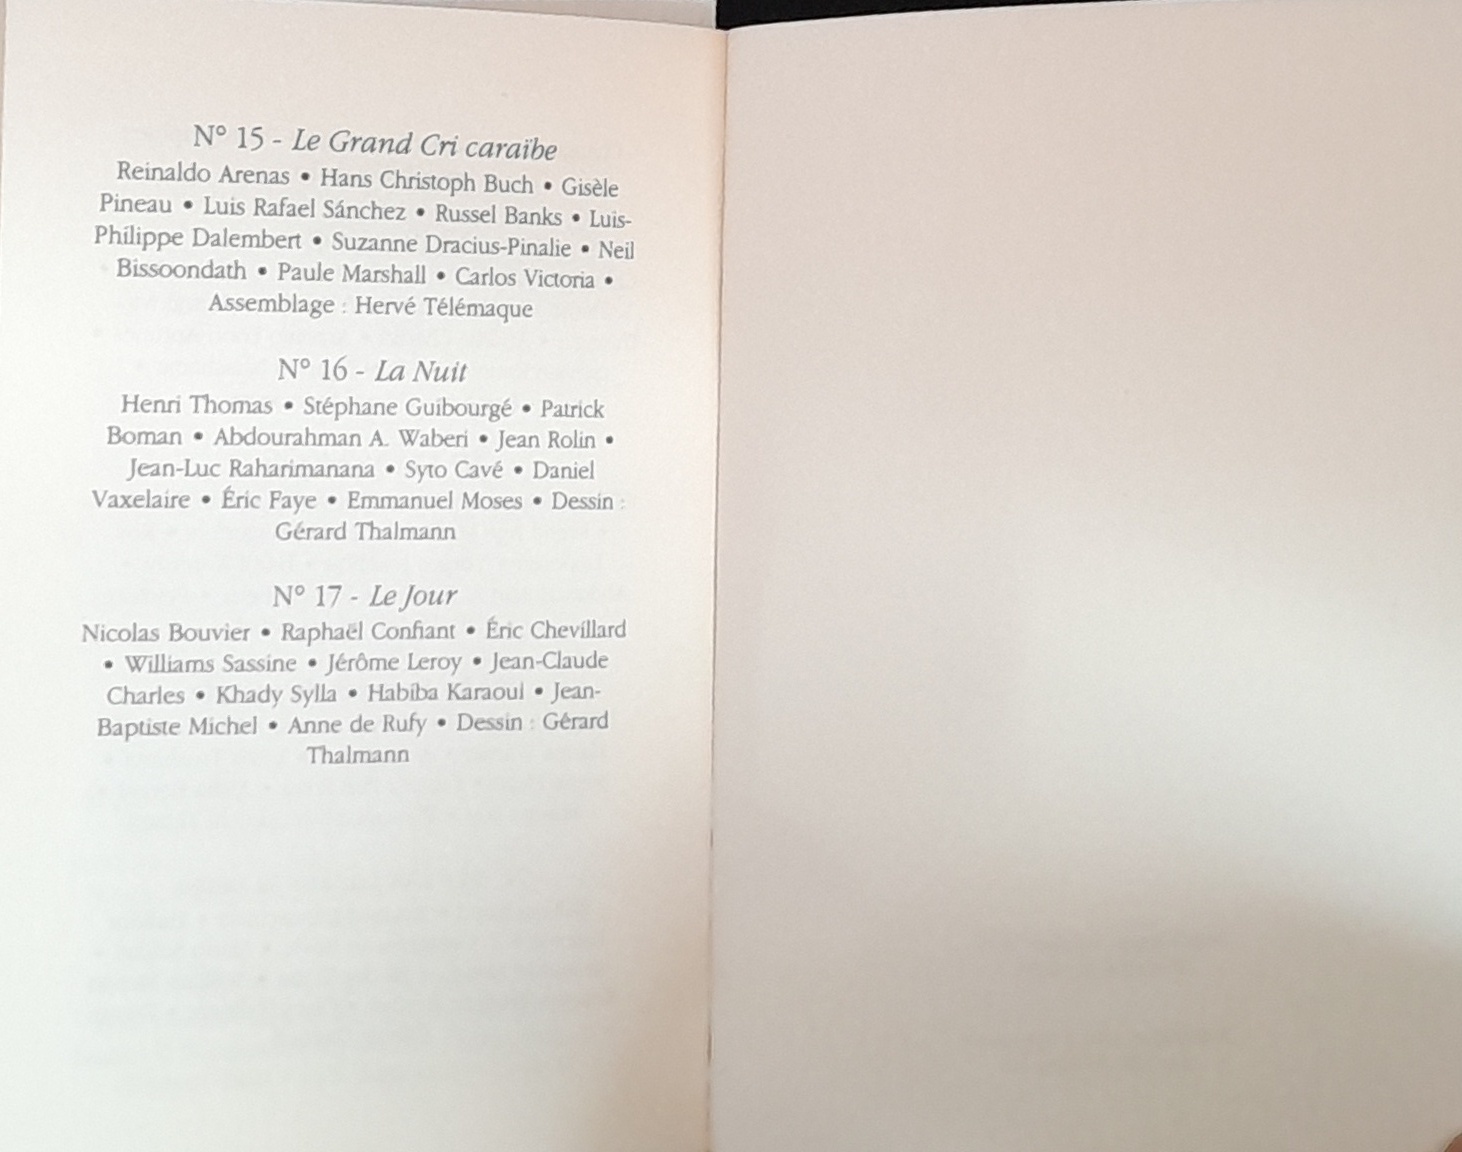 N° 15 - Le Grand Cri caraïbe
Reinaldo Arenas • Hans Christoph Buch • Gisèle
Pineau • Luis Rafael Sánchez • Russel Banks • Luis-
Philippe Dalembert • Suzanne Dracius-Pinalie • Neil
Bissoondath • Paule Marshall • Carlos Victoria •
Assemblage : Hervé Télémaque
N° 16 - La Nuit
Henri Thomas • Stéphane Guibourgé • Patrick
Boman • Abdourahman A. Waberi • Jean Rolin •
Jean-Luc Raharimanana • Syto Cavé • Daniel
Vaxelaire • Éric Faye • Emmanuel Moses • Dessin :
Gérard Thalmann
N° 17 - Le Jour
Nicolas Bouvier • Raphaël Confiant • Éric Chevillard
• Williams Sassine • Jérôme Leroy • Jean-Claude
Charles • Khady Sylla • Habiba Karaoui • Jean-
Baptiste Michel • Anne de Rufy • Dessin : Gérard
Thalmann